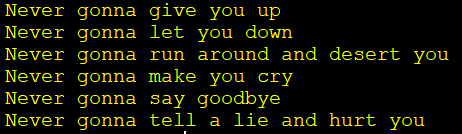 Never gonna give you up
Never gonna let you down
Never gonna run around and desert you
Never gonna make you cry
Never gonna say goodbye
Never gonna tell a lie and hurt you